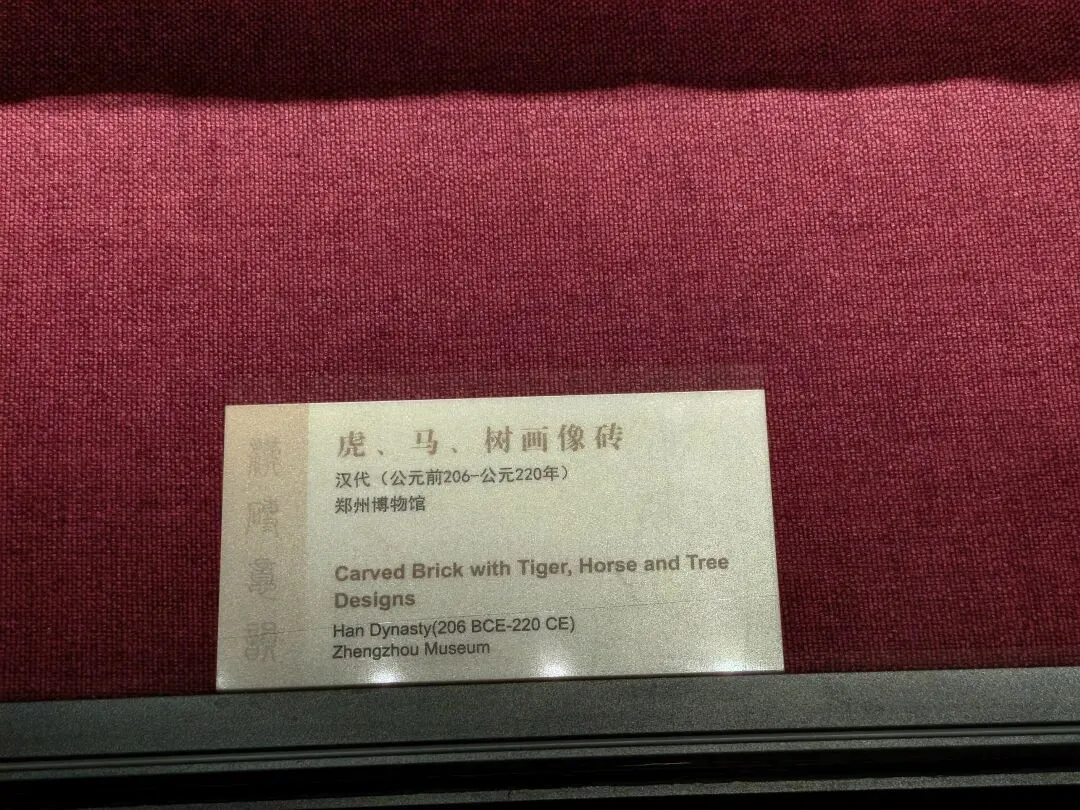 虎、马、树画像砖
汉代（公元前206-公元220年）
郑州博物馆
Carved Brick with Tiger, Horse and Tree
Designs
Han Dynasty(206 BCE-220 CE)
Zhengzhou Museum